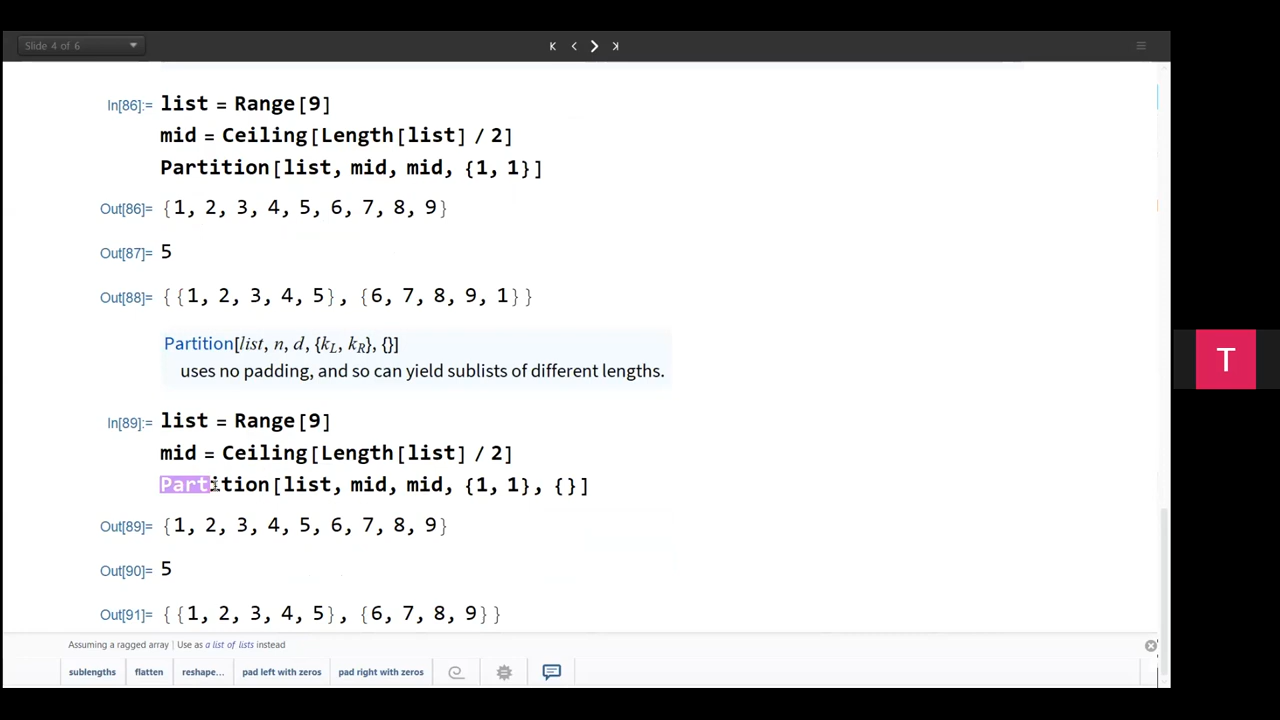 Slide 4 of 6
In[86]:= list = Range[9]
mid = Ceiling[Length[list] / 2]
Partition[list, mid, mid, {1, 1}]
Out[86]= {1, 2, 3, 4, 5, 6, 7, 8, 9}
Out[87]= 5
Out[88]= {{1, 2, 3, 4, 5}, {6, 7, 8, 9, 1}}
Partition[list, n, d, {kL, kR}, {}]
uses no padding, and so can yield sublists of different lengths.
T
In[89]:= list = Range[9]
mid = Ceiling[Length[list] / 2]
Partition[list, mid, mid, {1, 1}, {}]
Out[89]= {1, 2, 3, 4, 5, 6, 7, 8, 9}
Out[90]= 5
Out[91]= {{1, 2, 3, 4, 5}, {6, 7, 8, 9}}
Assuming a ragged array | Use as a list of lists instead
sublengths flatten reshape... pad left with zeros pad right with zeros